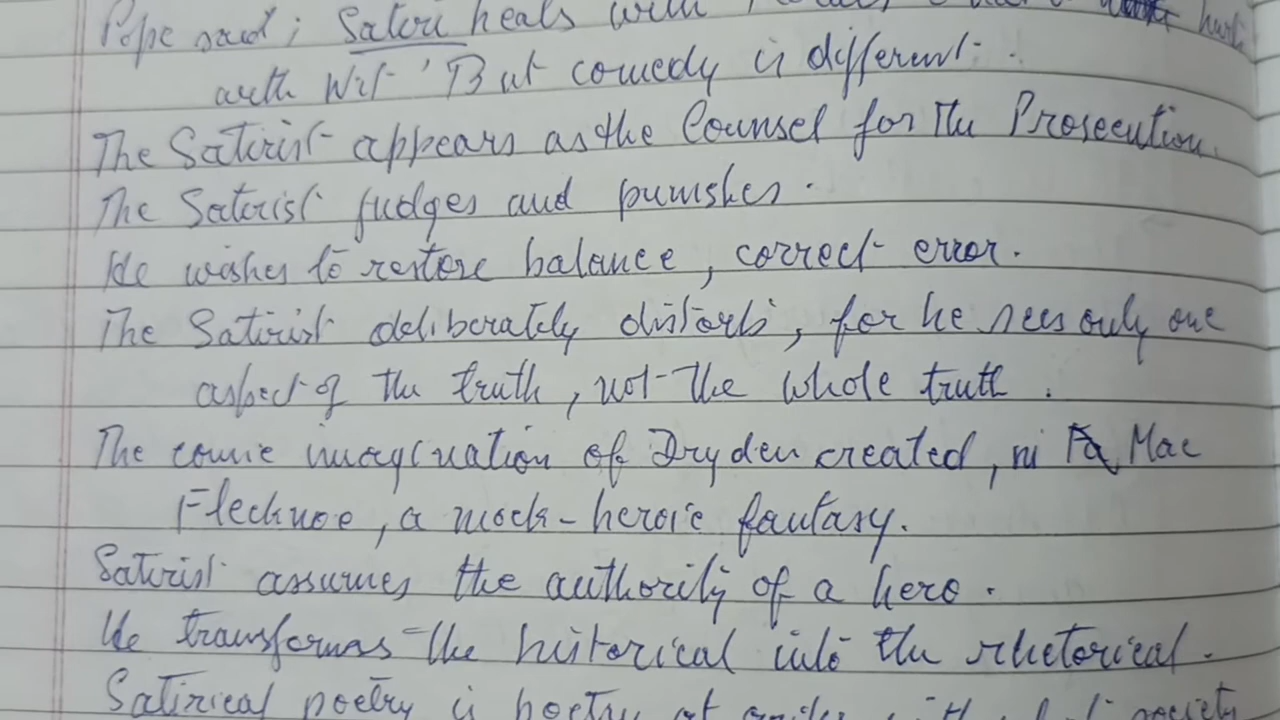 Pope said; Satire heals with hurt
with Wit' But comedy is different.
The Satirist appears as the Counsel for the Prosecution
The Satirist judges and punishes.
He wishes to restore balance, correct error.
The Satirist deliberately distorts, for he sees only one
aspect of the truth, not the whole truth.
The comic imagination of Dryden created, in Mac
Flecknoe, a mock-heroic fantasy.
Satirist assumes the authority of a hero.
He transforms the historical into the rhetorical.
Satirical poetry is poetry at society